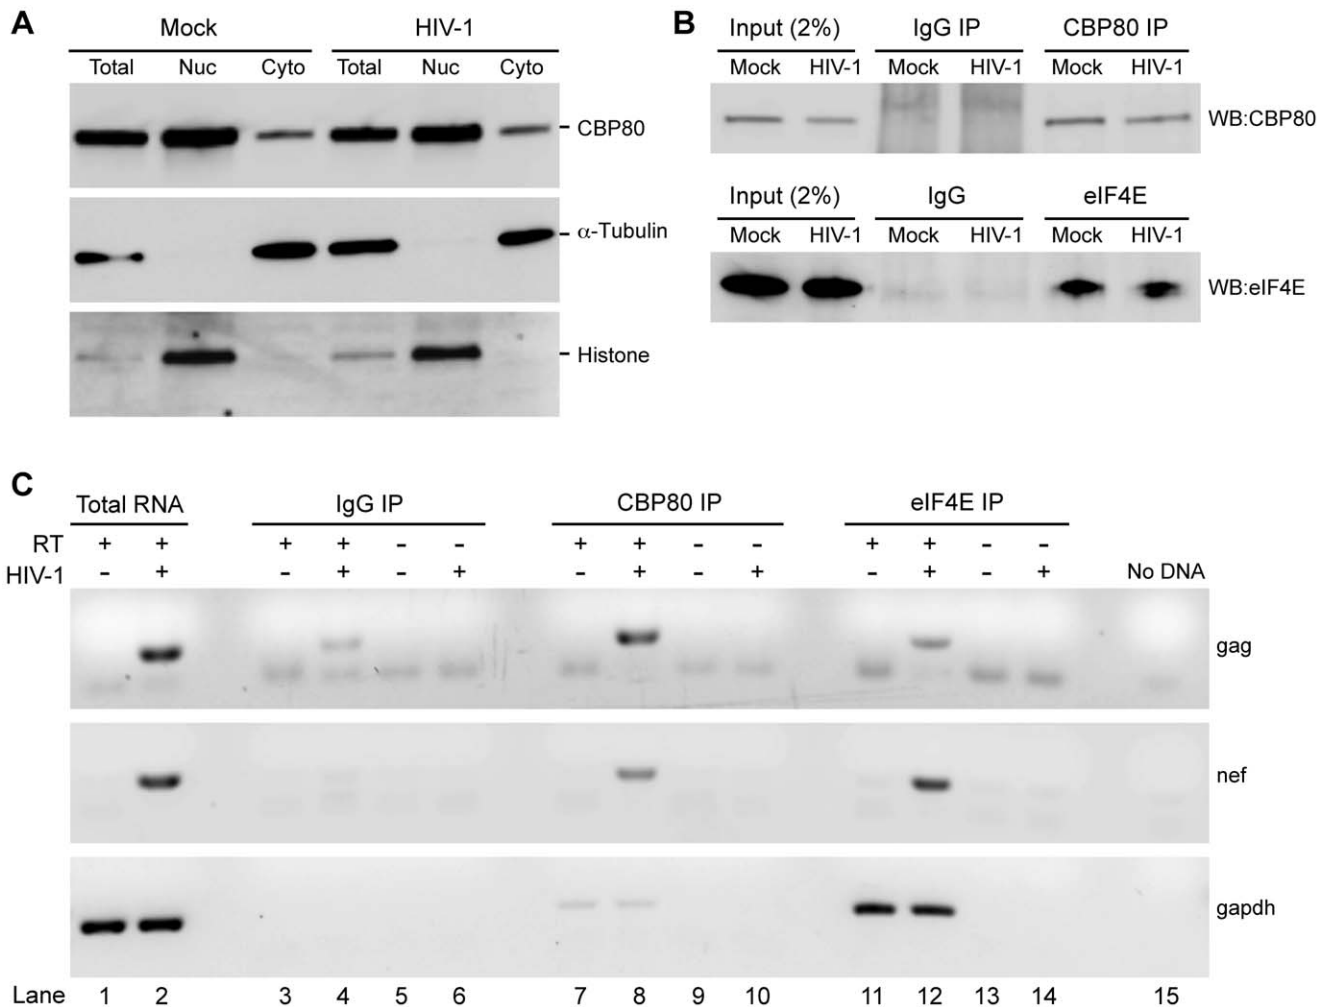 A
Mock HIV-1
Total Nuc Cyto Total Nuc Cyto
CBP80
α-Tubulin
Histone
B
Input (2%) IgG IP CBP80 IP
Mock HIV-1 Mock HIV-1 Mock HIV-1
WB:CBP80
Input (2%) IgG eIF4E
Mock HIV-1 Mock HIV-1 Mock HIV-1
WB:eIF4E
C
Total RNA IgG IP CBP80 IP eIF4E IP
RT + + + + - - + + - - + + - -
HIV-1 - + - + - + - + - + - + - + No DNA
gag
nef
gapdh
Lane 1 2 3 4 5 6 7 8 9 10 11 12 13 14 15